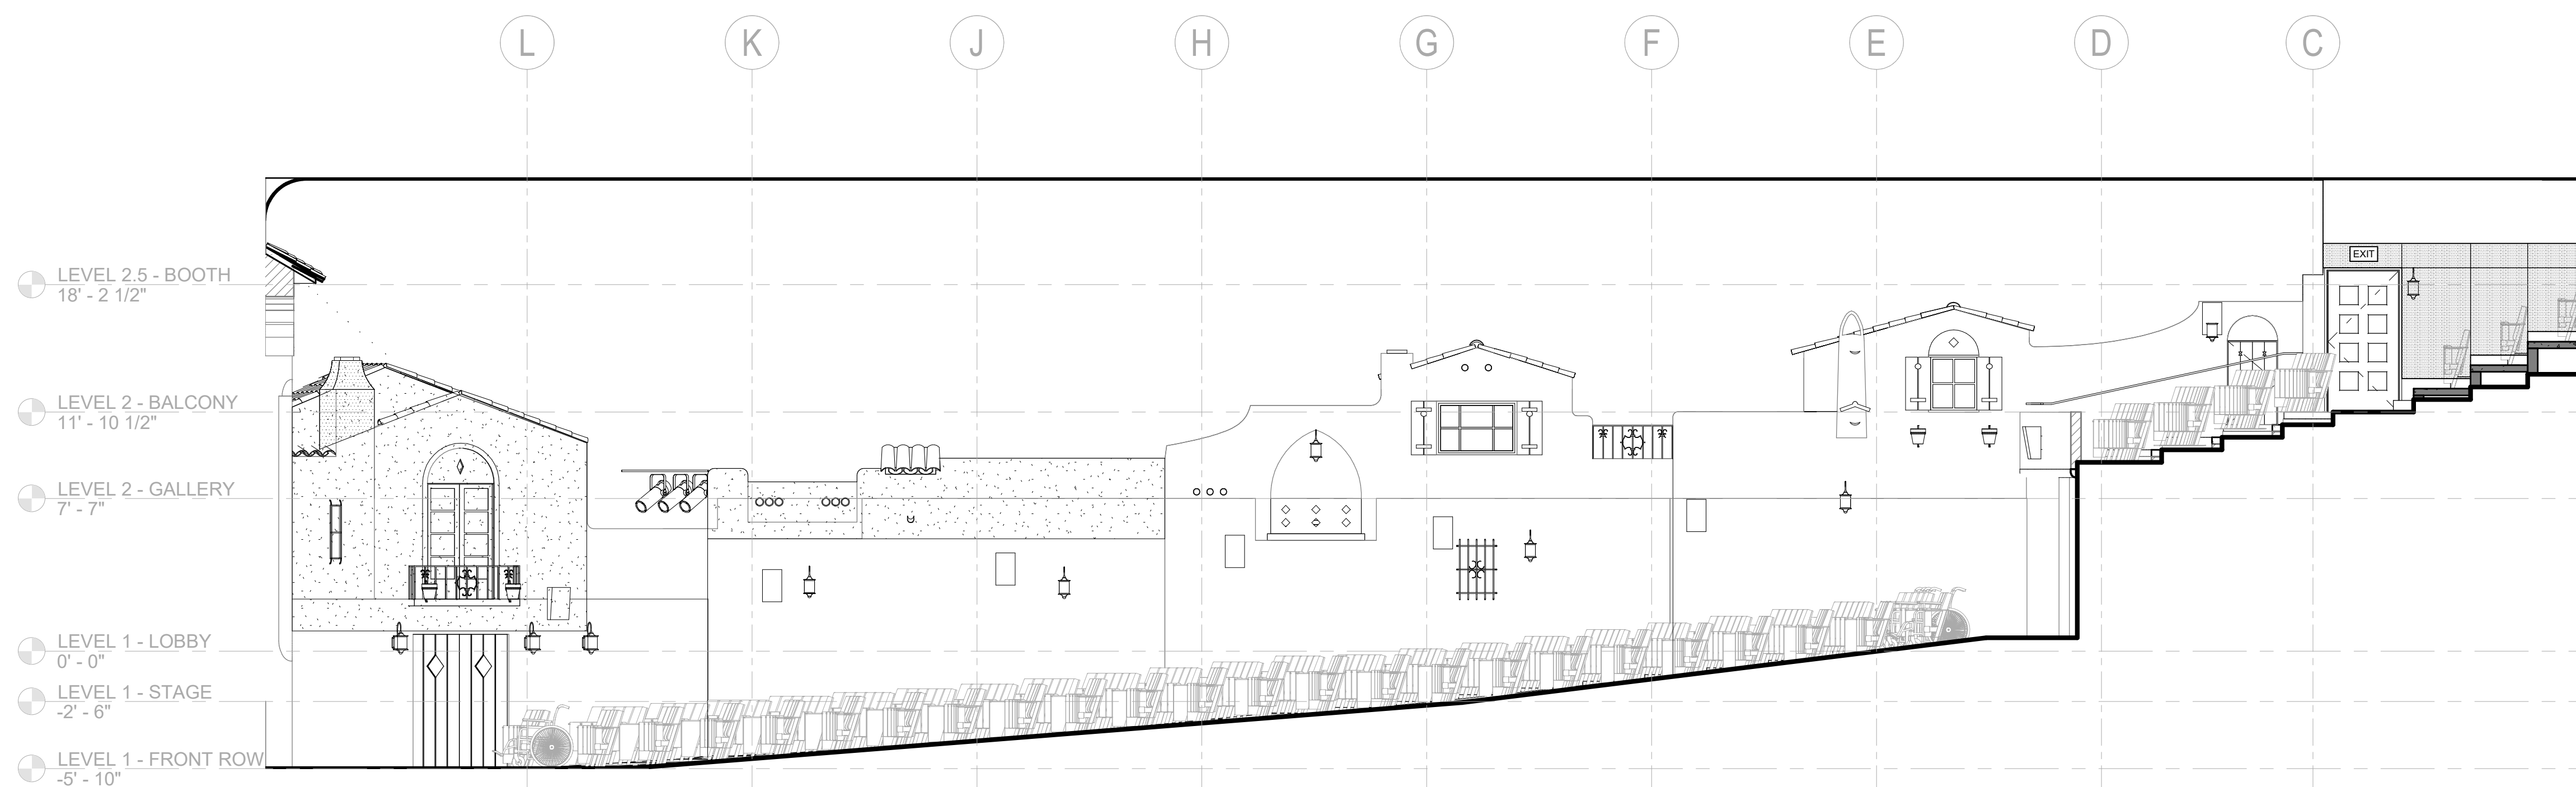 L K J H G F E D C
EXIT
LEVEL 2.5 - BOOTH
18' - 2 1/2"
LEVEL 2 - BALCONY
11' - 10 1/2"
LEVEL 2 - GALLERY
7' - 7"
LEVEL 1 - LOBBY
0' - 0"
LEVEL 1 - STAGE
-2' - 6"
LEVEL 1 - FRONT ROW
-5' - 10"